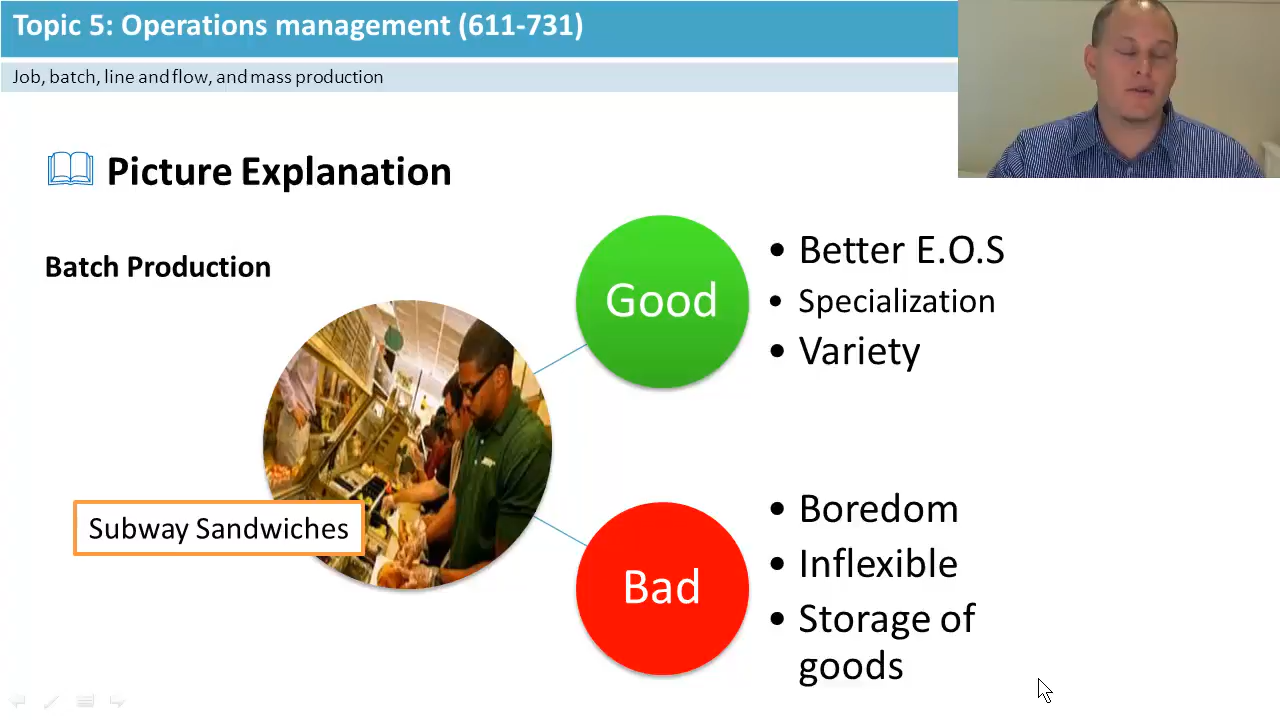 Topic 5: Operations management (611-731)
Job, batch, line and flow, and mass production
Picture Explanation
Batch Production
Subway Sandwiches
Good
• Better E.O.S
• Specialization
• Variety
Bad
• Boredom
• Inflexible
• Storage of
goods